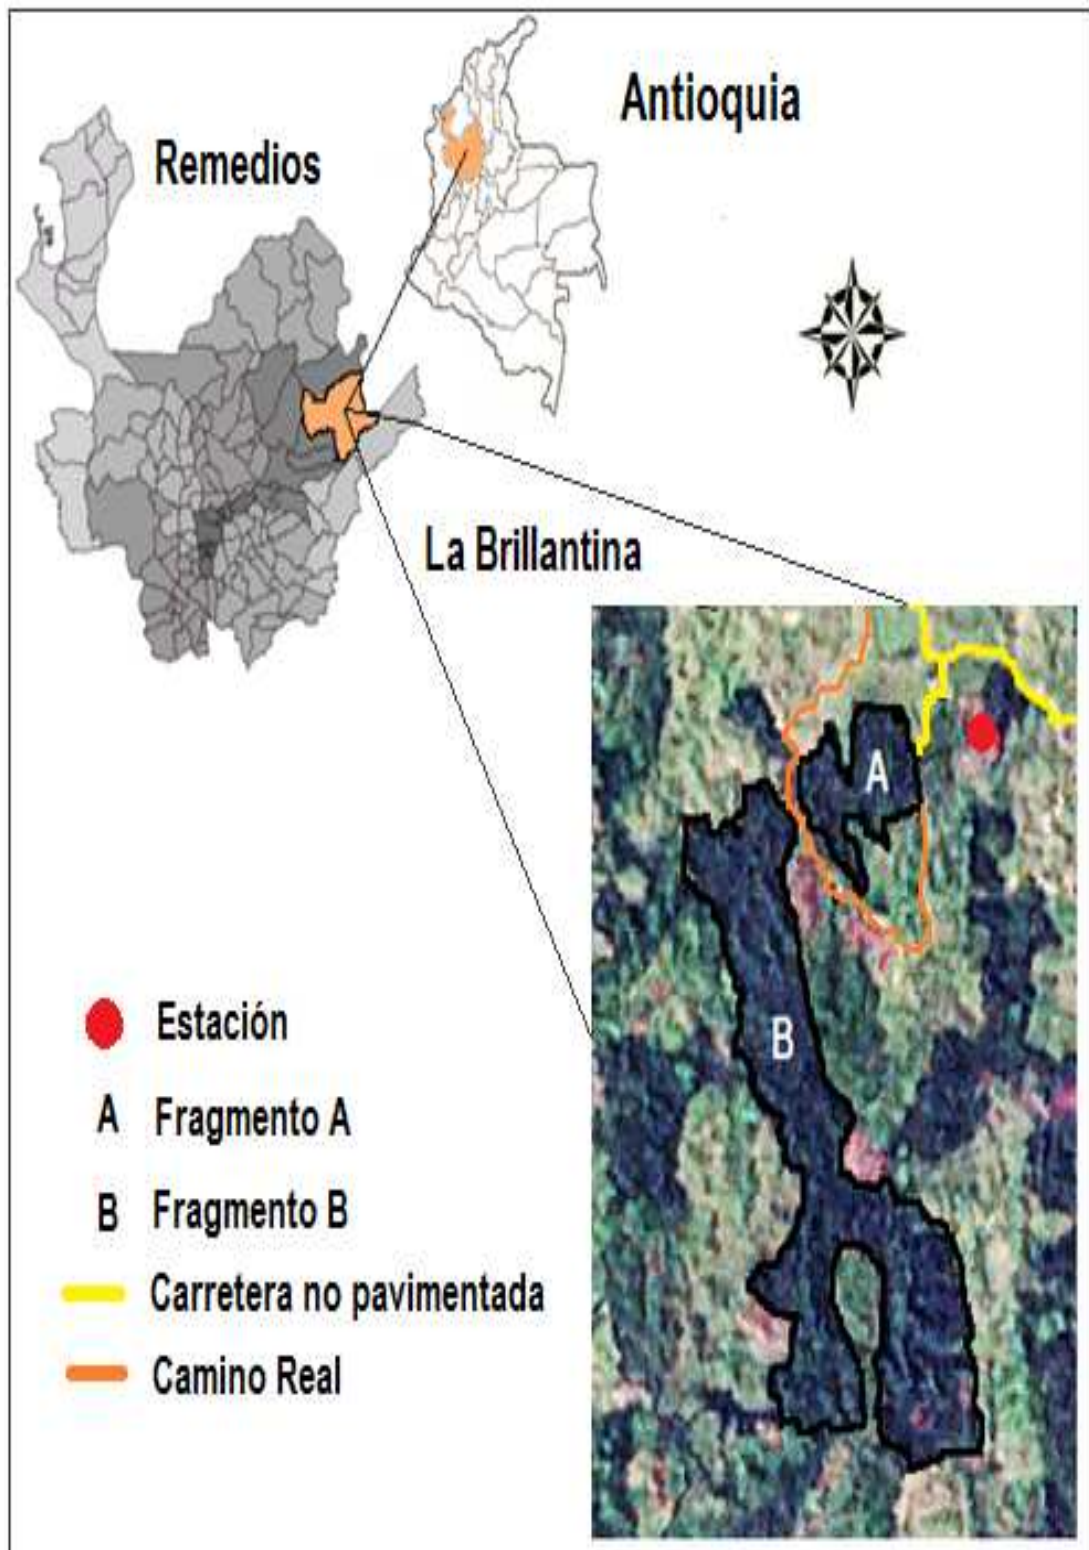 Antioquia
Remedios
La Brillantina
A
B
Estación
A Fragmento A
B Fragmento B
Carretera no pavimentada
Camino Real